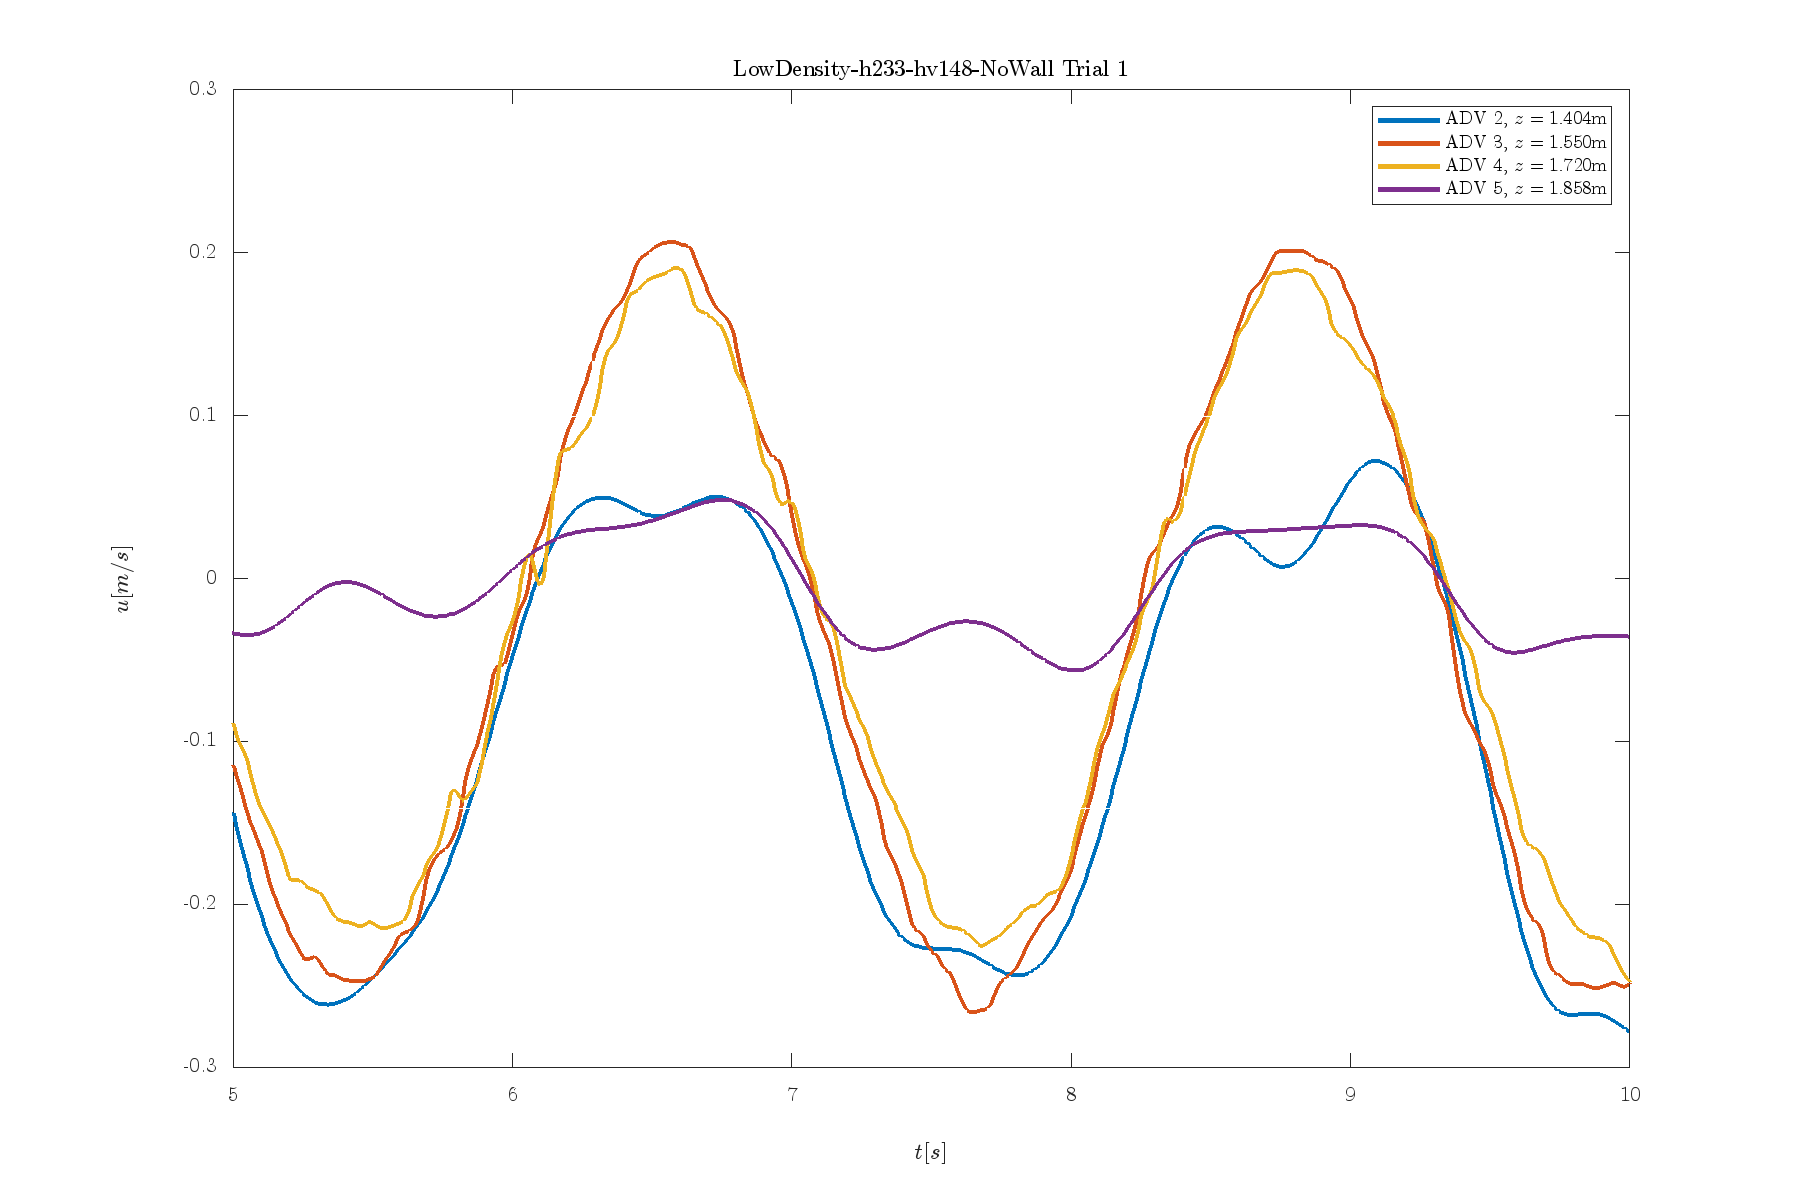 LowDensity-h233-hv148-NoWall Trial 1
0.3
0.2
0.1
0
-0.1
-0.2
-0.3
u[m/s]
ADV 2, z = 1.404m
ADV 3, z = 1.550m
ADV 4, z = 1.720m
ADV 5, z = 1.858m
5 6 7 8 9 10
t[s]